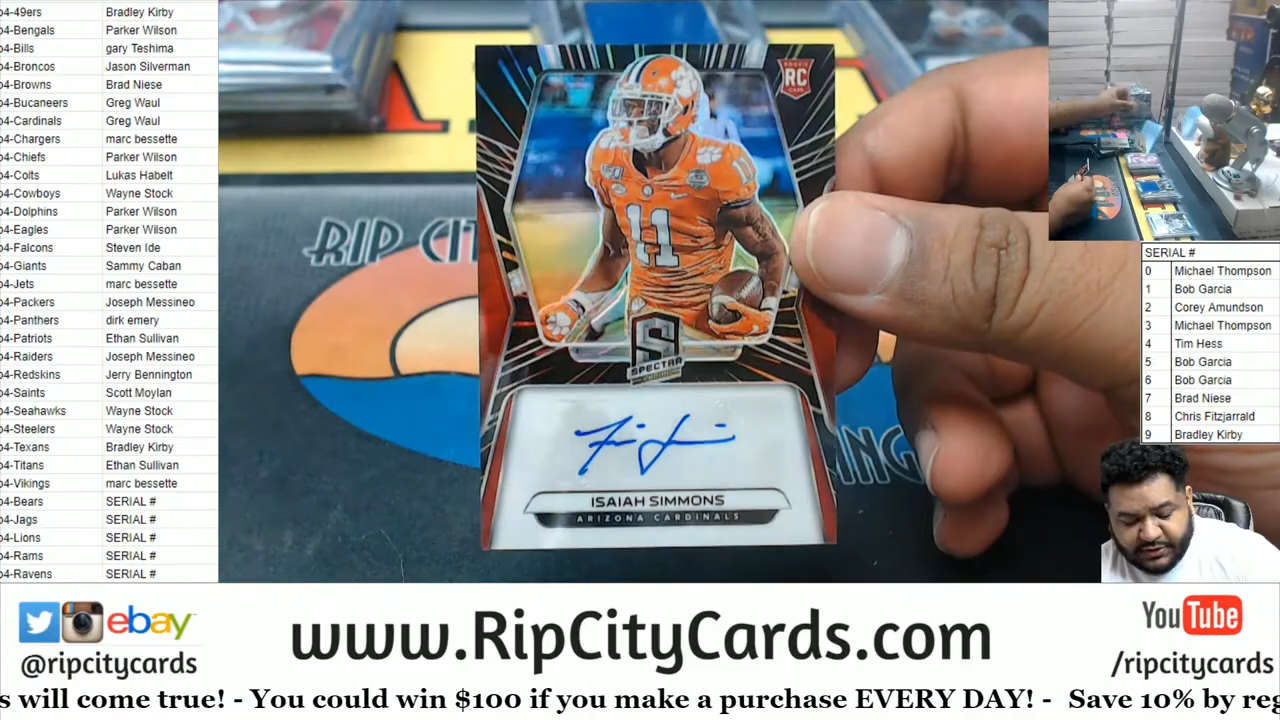 04-49ers Bradley Kirby
04-Bengals Parker Wilson
04-Bills gary Teshima
04-Broncos Jason Silverman
04-Browns Brad Niese
04-Bucaneers Greg Waul
04-Cardinals Greg Waul
04-Chargers marc bessette
04-Chiefs Parker Wilson
04-Colts Lukas Habelt
04-Cowboys Wayne Stock
04-Dolphins Parker Wilson
04-Eagles Parker Wilson
04-Falcons Steven Ide
04-Giants Sammy Caban
04-Jets marc bessette
04-Packers Joseph Messineo
04-Panthers dirk emery
04-Patriots Ethan Sullivan
04-Raiders Joseph Messineo
04-Redskins Jerry Bennington
04-Saints Scott Moylan
04-Seahawks Wayne Stock
04-Steelers Wayne Stock
04-Texans Bradley Kirby
04-Titans Ethan Sullivan
04-Vikings marc bessette
04-Bears SERIAL #
04-Jags SERIAL #
04-Lions SERIAL #
04-Rams SERIAL #
04-Ravens SERIAL #
RIP CIT
ROOKIE
RC
CARD
11
11
S
SPECTRA
ISAIAH SIMMONS
ARIZONA CARDINALS
ING
SERIAL #
0 Michael Thompson
1 Bob Garcia
2 Corey Amundson
3 Michael Thompson
4 Tim Hess
5 Bob Garcia
6 Bob Garcia
7 Brad Niese
8 Chris Fitzjarrald
9 Bradley Kirby
ebay
@ripcitycards
www.RipCityCards.com
YouTube
/ripcitycards
s will come true! - You could win $100 if you make a purchase EVERY DAY! - Save 10% by reg